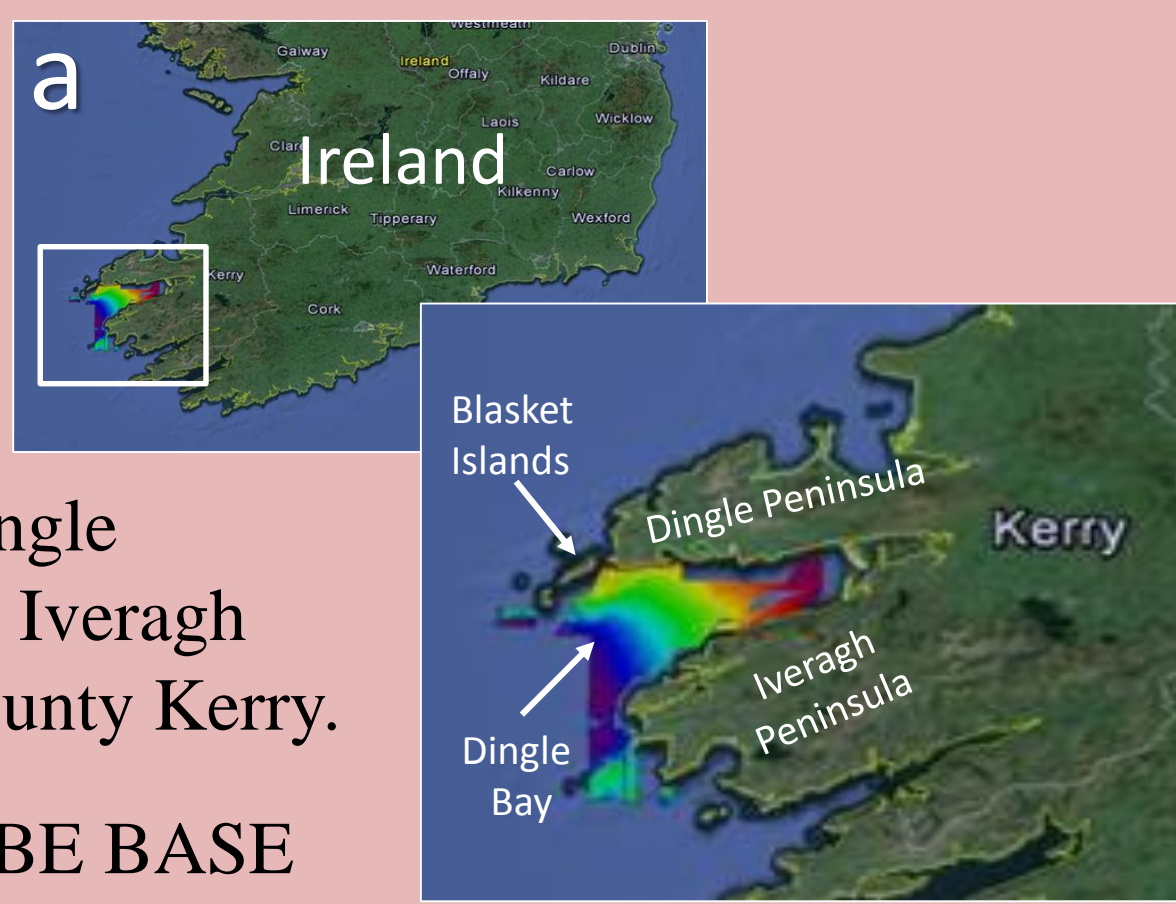 a
Westmeath
Galway
Dublin
Ireland
Offaly
Kildare
Laois
Wicklow
Clare
Ireland
Carlow
Kilkenny
Limerick
Tipperary
Wexford
Kerry
Waterford
Cork
Blasket
Islands
Dingle Peninsula
Kerry
Iveragh
Peninsula
Dingle
Bay
ngle
Iveragh
unty Kerry.
BE BASE